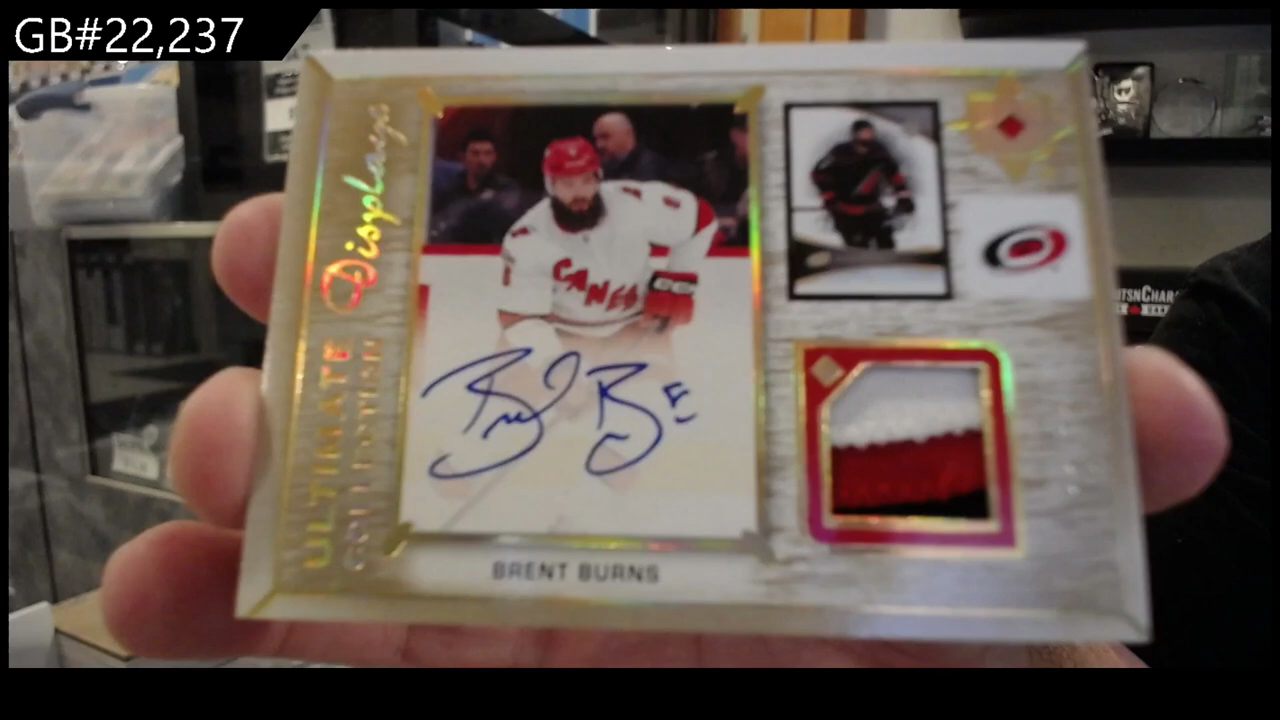 GB#22,237
ULTIMATE
COLLECTION
Displays
CANES
BRENT BURNS